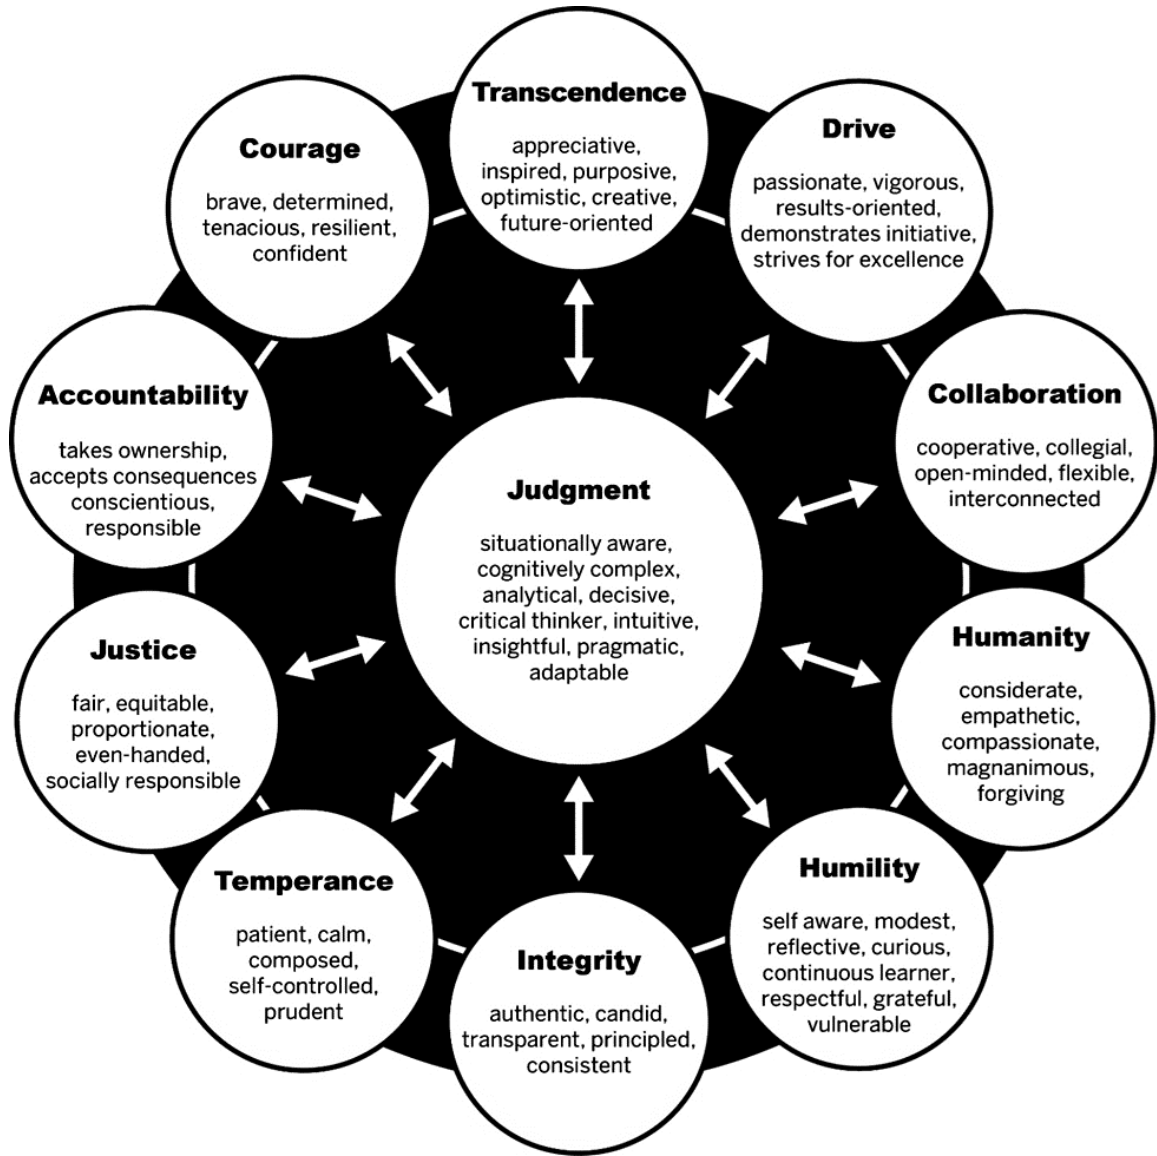 Transcendence
appreciative,
inspired, purposive,
optimistic, creative,
future-oriented
Drive
passionate, vigorous,
results-oriented,
demonstrates initiative,
strives for excellence
Collaboration
cooperative, collegial,
open-minded, flexible,
interconnected
Humanity
considerate,
empathetic,
compassionate,
magnanimous,
forgiving
Humility
self aware, modest,
reflective, curious,
continuous learner,
respectful, grateful,
vulnerable
Integrity
authentic, candid,
transparent, principled,
consistent
Temperance
patient, calm,
composed,
self-controlled,
prudent
Justice
fair, equitable,
proportionate,
even-handed,
socially responsible
Accountability
takes ownership,
accepts consequences
conscientious,
responsible
Courage
brave, determined,
tenacious, resilient,
confident
Judgment
situationally aware,
cognitively complex,
analytical, decisive,
critical thinker, intuitive,
insightful, pragmatic,
adaptable